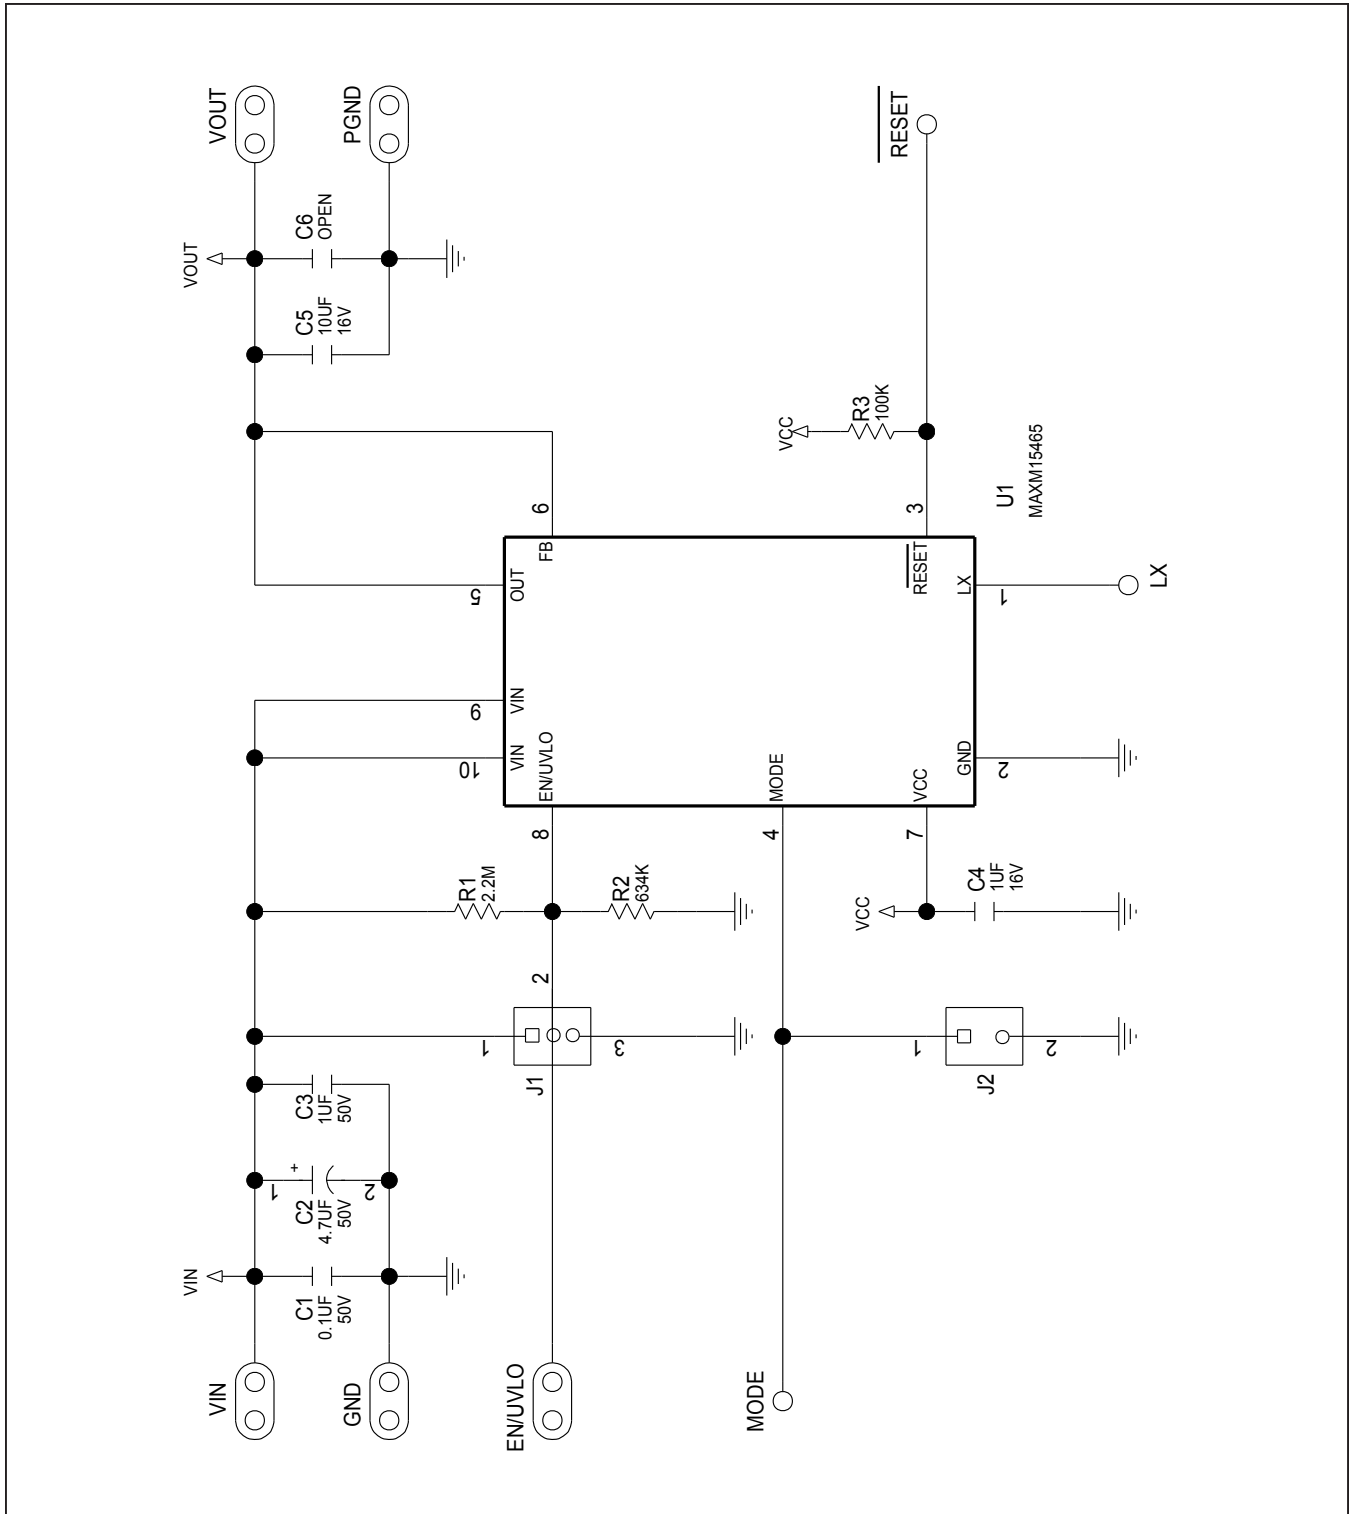 VOUT
PGND
VOUT
C6
OPEN
C5
10UF
16V
RESET
VCC
R3
100K
U1
MAXM15465
6
3
5
1
LX
FB
OUT
RESET
LX
9
10
VIN
VIN
EN/UVLO
MODE
VCC
GND
2
8
4
7
R1
2.2M
R2
634K
VCC
C4
1UF
16V
2
1
3
J1
1
2
J2
C3
1UF
50V
+
1
2
C2
4.7UF
50V
VIN
C1
0.1UF
50V
VIN
GND
EN/UVLO
MODE